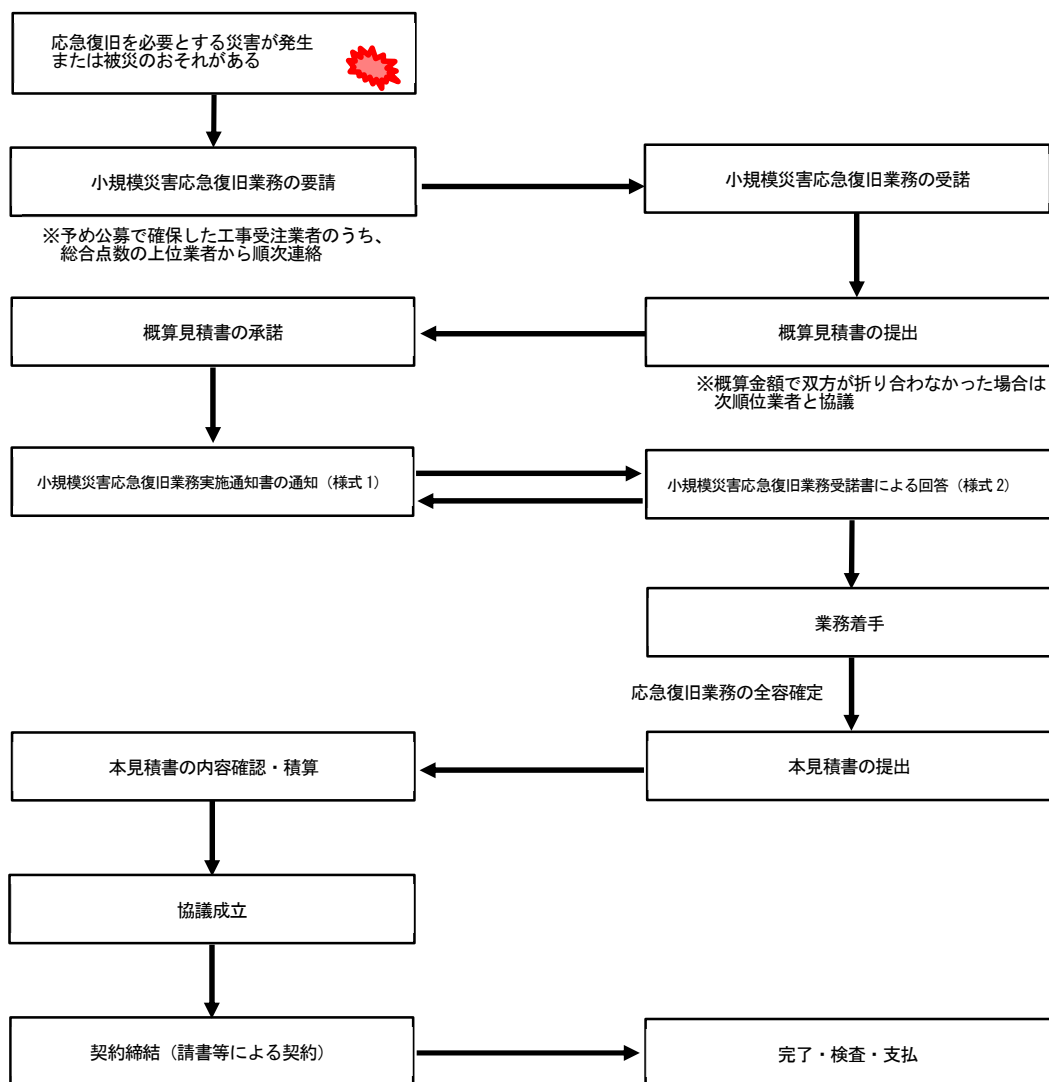 応急復旧を必要とする災害が発生
または被災のおそれがある
小規模災害応急復旧業務の要請
小規模災害応急復旧業務の受諾
※予め公募で確保した工事受注業者のうち、
総合点数の上位業者から順次連絡
概算見積書の承諾
概算見積書の提出
※概算金額で双方が折り合わなかった場合は
次順位業者と協議
小規模災害応急復旧業務実施通知書の通知（様式1）
小規模災害応急復旧業務受諾書による回答（様式2）
業務着手
応急復旧業務の全容確定
本見積書の内容確認・積算
本見積書の提出
協議成立
契約締結（請書等による契約）
完了・検査・支払